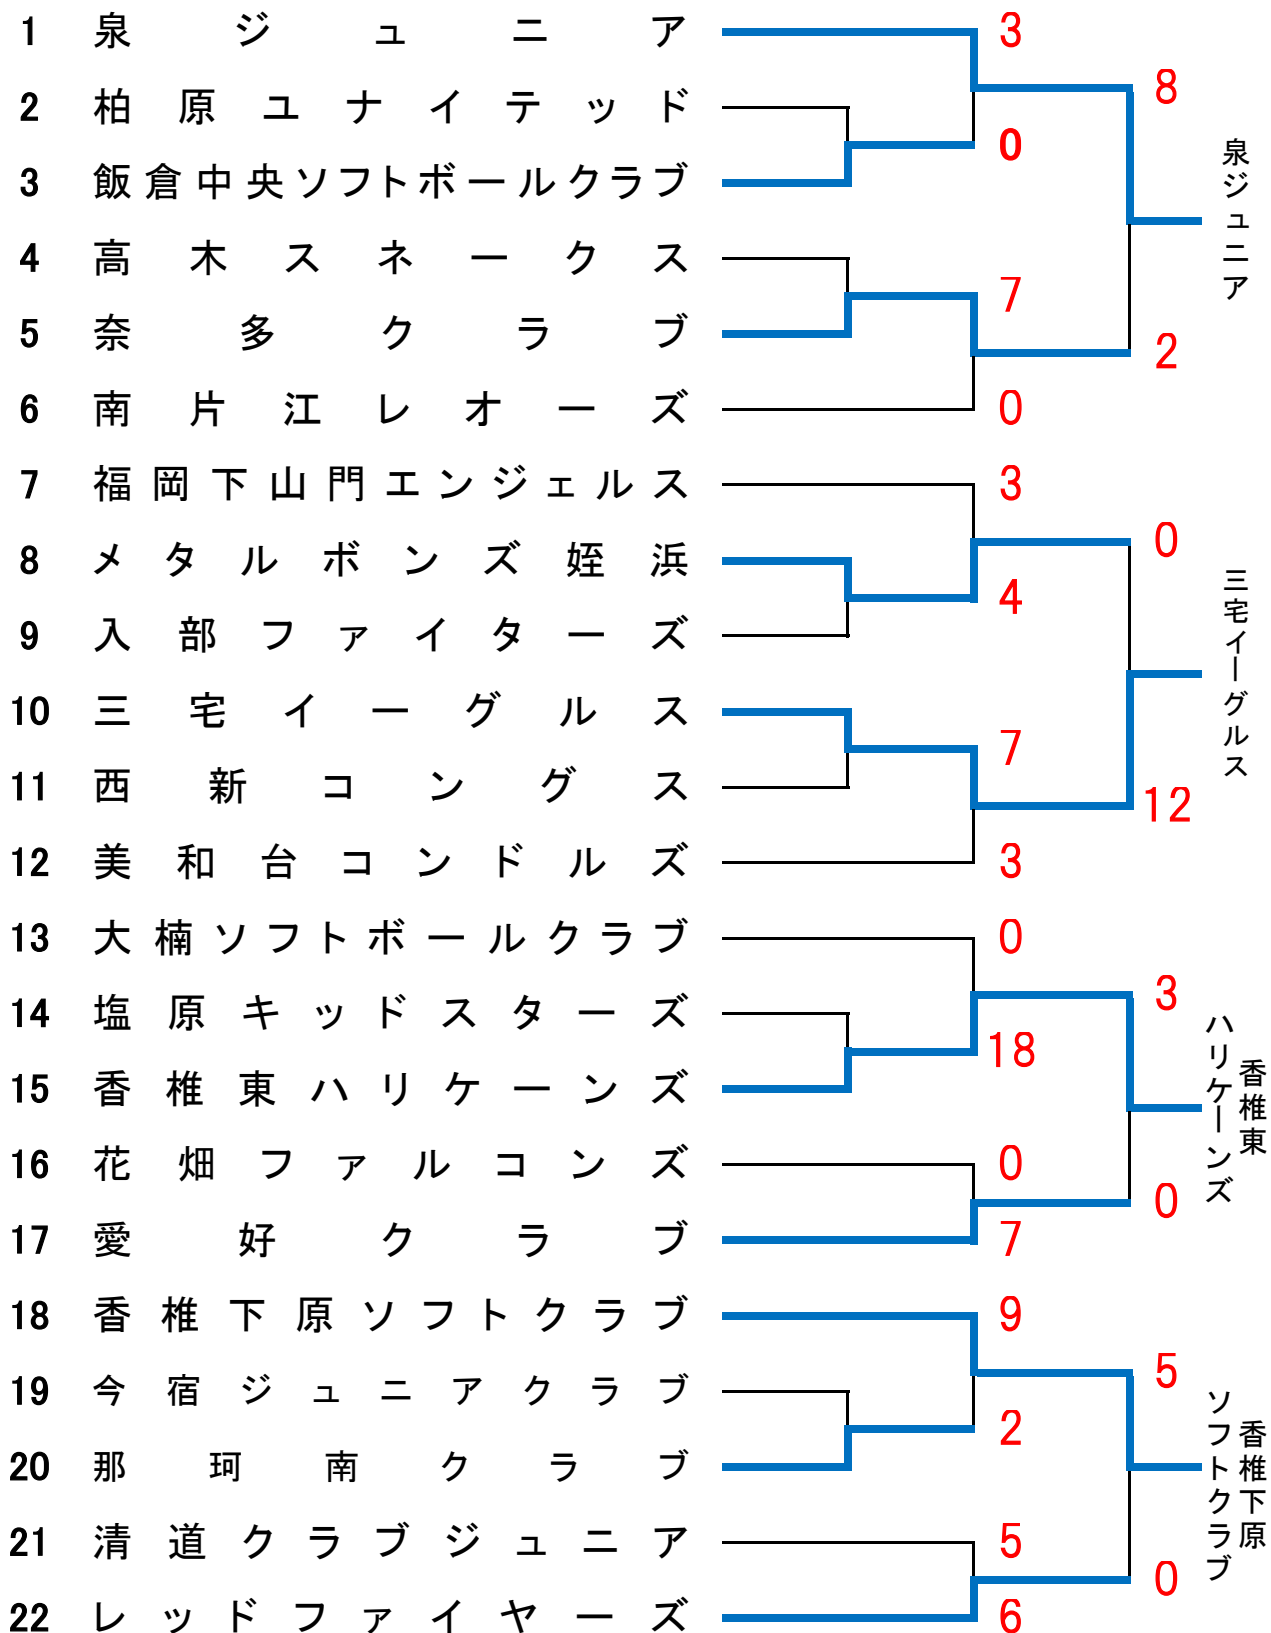 1 泉ジュニア 3
8
2 柏原ユナイテッド
0
3 飯倉中央ソフトボールクラブ
泉ジュニア
4 高木スネークス
7
5 奈多クラブ
2
6 南片江レオーズ 0
7 福岡下山門エンジェルス 3
0
8 メタルボンズ姪浜
4
9 入部ファイターズ
三宅イーグルス
10 三宅イーグルス
7
11 西新コングス
12
12 美和台コンドルズ 3
13 大楠ソフトボールクラブ 0
3
14 塩原キッドスターズ
18
15 香椎東ハリケーンズ
香椎東
ハリケーンズ
16 花畑ファルコンズ 0
0
17 愛好クラブ 7
18 香椎下原ソフトクラブ 9
5
19 今宿ジュニアクラブ
2
20 那珂南クラブ
香椎下原
ソフトクラブ
21 清道クラブジュニア 5
0
22 レッドファイヤーズ 6